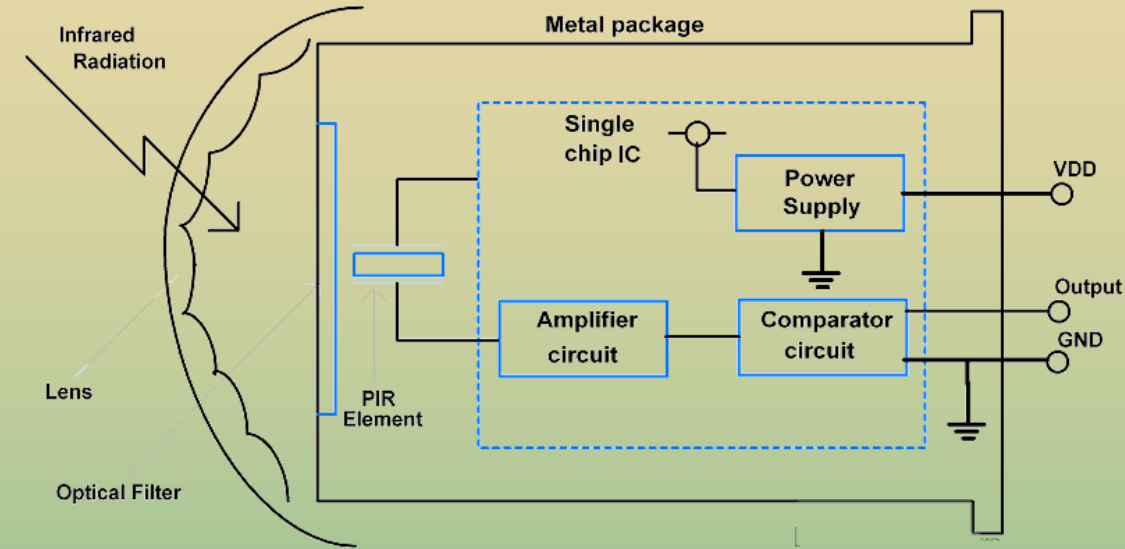 Metal package
Infrared
Radiation
Single
chip IC
Power
Supply
VDD
Output
GND
Amplifier
circuit
Comparator
circuit
PIR
Element
Lens
Optical Filter